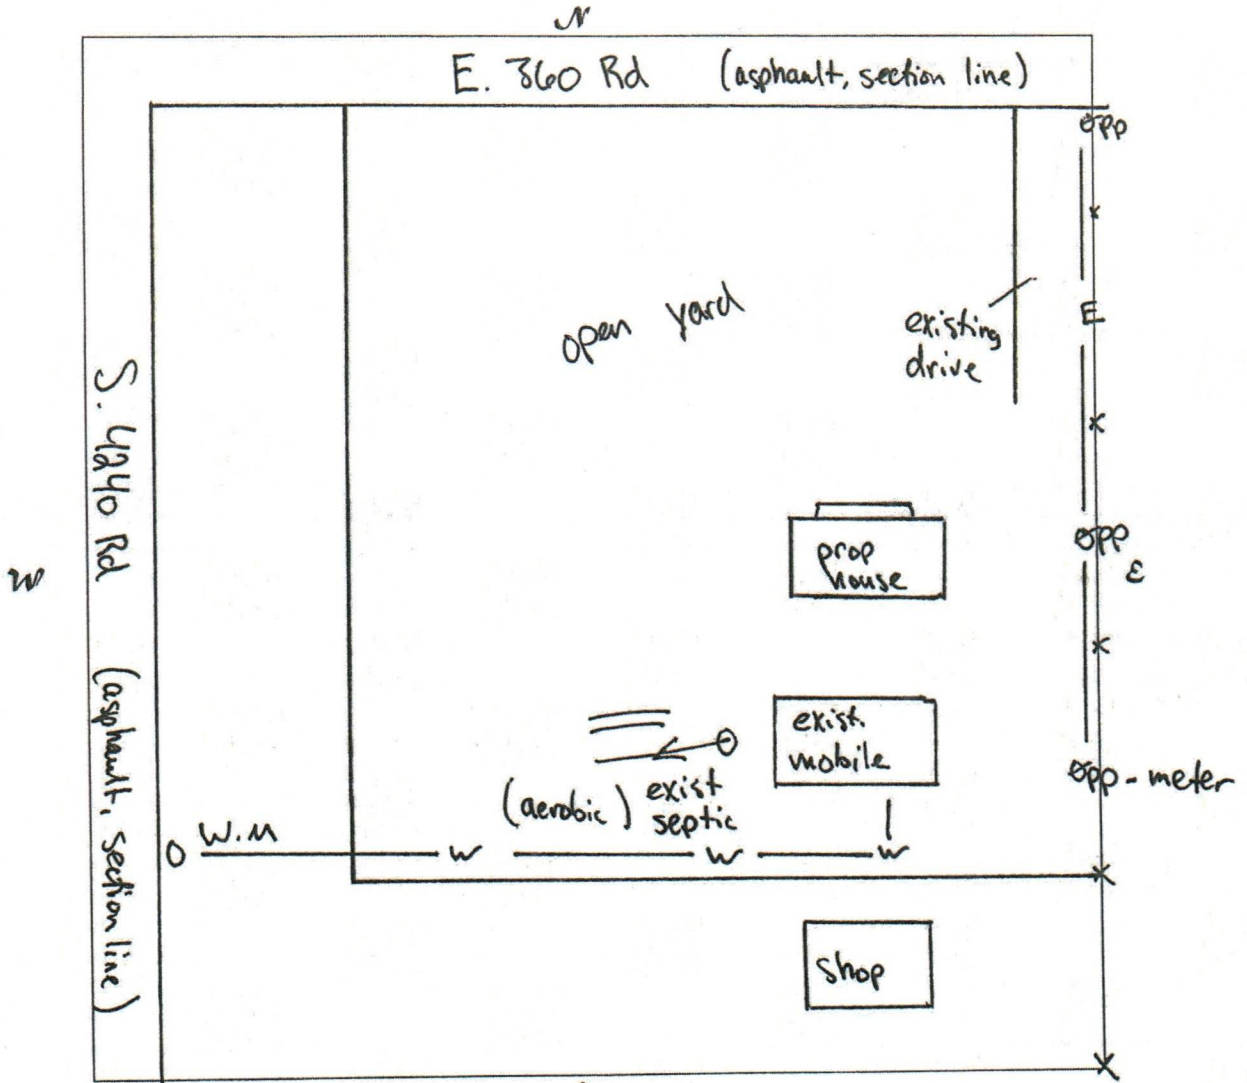 N
E. 360 Rd (asphault, section line)
opp
x
open yard
existing
drive
E
x
S. 4240 Rd (asphault, section line)
W
prop
house
opp
E
x
exist.
mobile
opp - meter
(aerobic) exist
septic
O W.M
W
W
W
x
shop
x